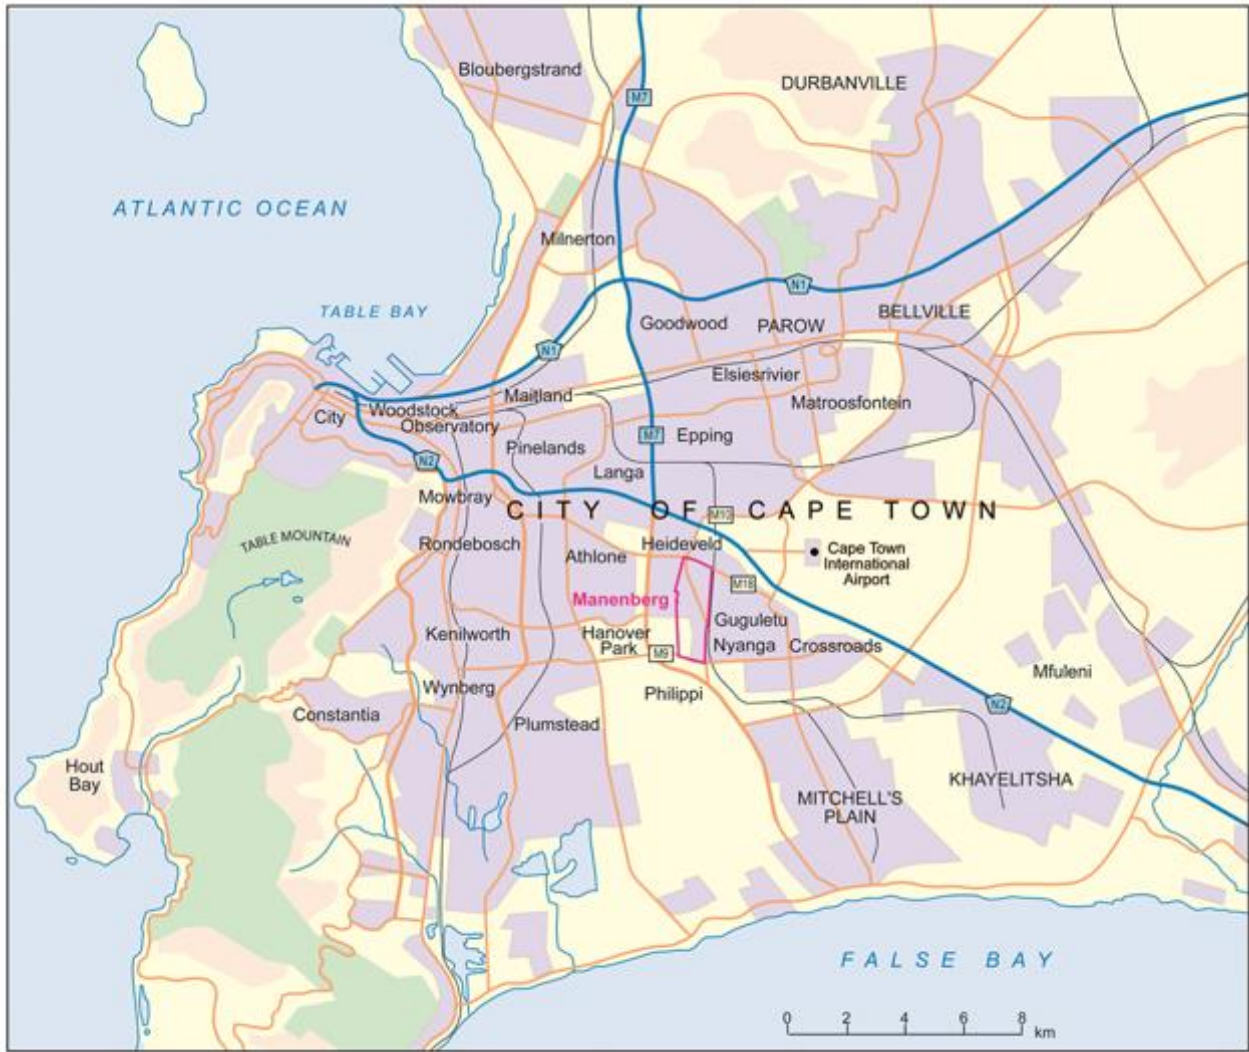 Bloubergstrand
DURBANVILLE
M7
ATLANTIC OCEAN
Milnerton
N1
TABLE BAY
BELLVILLE
Goodwood
PAROW
N1
Elsiesrivier
Maitland
Matroosfontein
City
Woodstock
Observatory
M7
Epping
Pinelands
N2
Langa
Mowbray
CITY OF CAPE TOWN
M10
TABLE MOUNTAIN
Rondebosch
Heideveld
Athlone
Cape Town
International
Airport
M18
Manenberg
Guguletu
Kenilworth
Hanover
Park
M9
Nyanga
Crossroads
Mfuleni
Wynberg
Philippi
N2
Constantia
Plumstead
Hout
Bay
KHAYELITSHA
MITCHELL'S
PLAIN
FALSE BAY
0 2 4 6 8
km